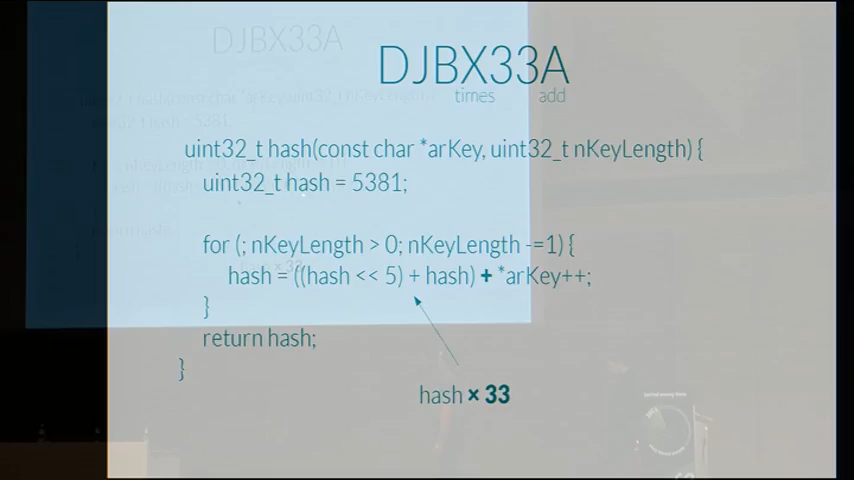 DJBX33A
times add
uint32_t hash(const char *arKey, uint32_t nKeyLength) {
uint32_t hash = 5381;
for (; nKeyLength > 0; nKeyLength -=1) {
hash = ((hash << 5) + hash) + *arKey++;
}
return hash;
}
hash × 33